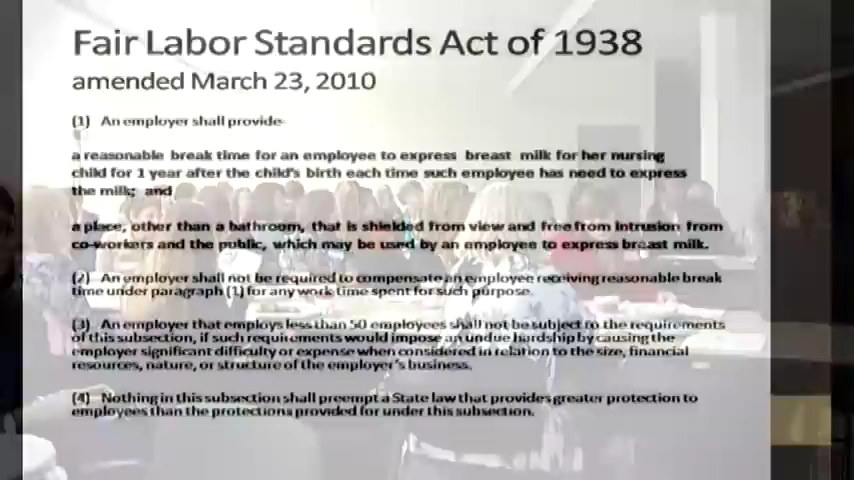 Fair Labor Standards Act of 1938
amended March 23, 2010
(1) An employer shall provide-
a reasonable break time for an employee to express breast milk for her nursing
child for 1 year after the child's birth each time such employee has need to express
the milk; and
a place, other than a bathroom, that is shielded from view and free from intrusion from
co-workers and the public, which may be used by an employee to express breast milk.
(2) An employer shall not be required to compensate an employee receiving reasonable break
time under paragraph (1) for any work time spent for such purpose.
(3) An employer that employs less than 50 employees shall not be subject to the requirements
of this subsection, if such requirements would impose an undue hardship by causing the
employer significant difficulty or expense when considered in relation to the size, financial
resources, nature, or structure of the employer's business.
(4) Nothing in this subsection shall preempt a State law that provides greater protection to
employees than the protections provided for under this subsection.